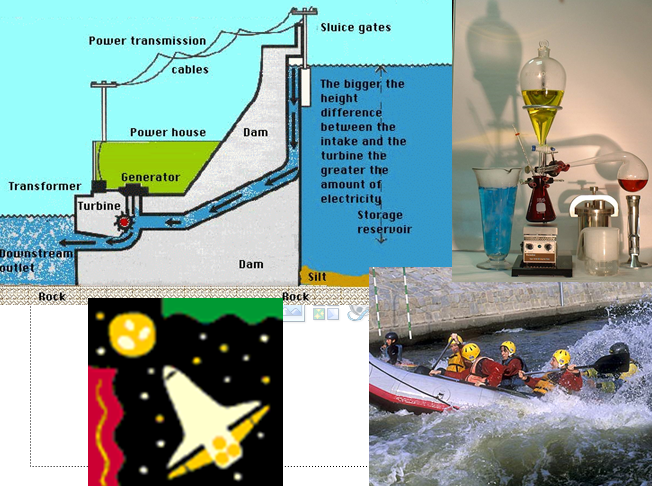 Power transmission
cables
Sluice gates
The bigger the
height
difference
between the
intake and the
turbine the
greater the
amount of
electricity
Storage
reservoir
Power house
Dam
Generator
Transformer
Turbine
Downstream
outlet
Dam
Silt
Rock
Rock